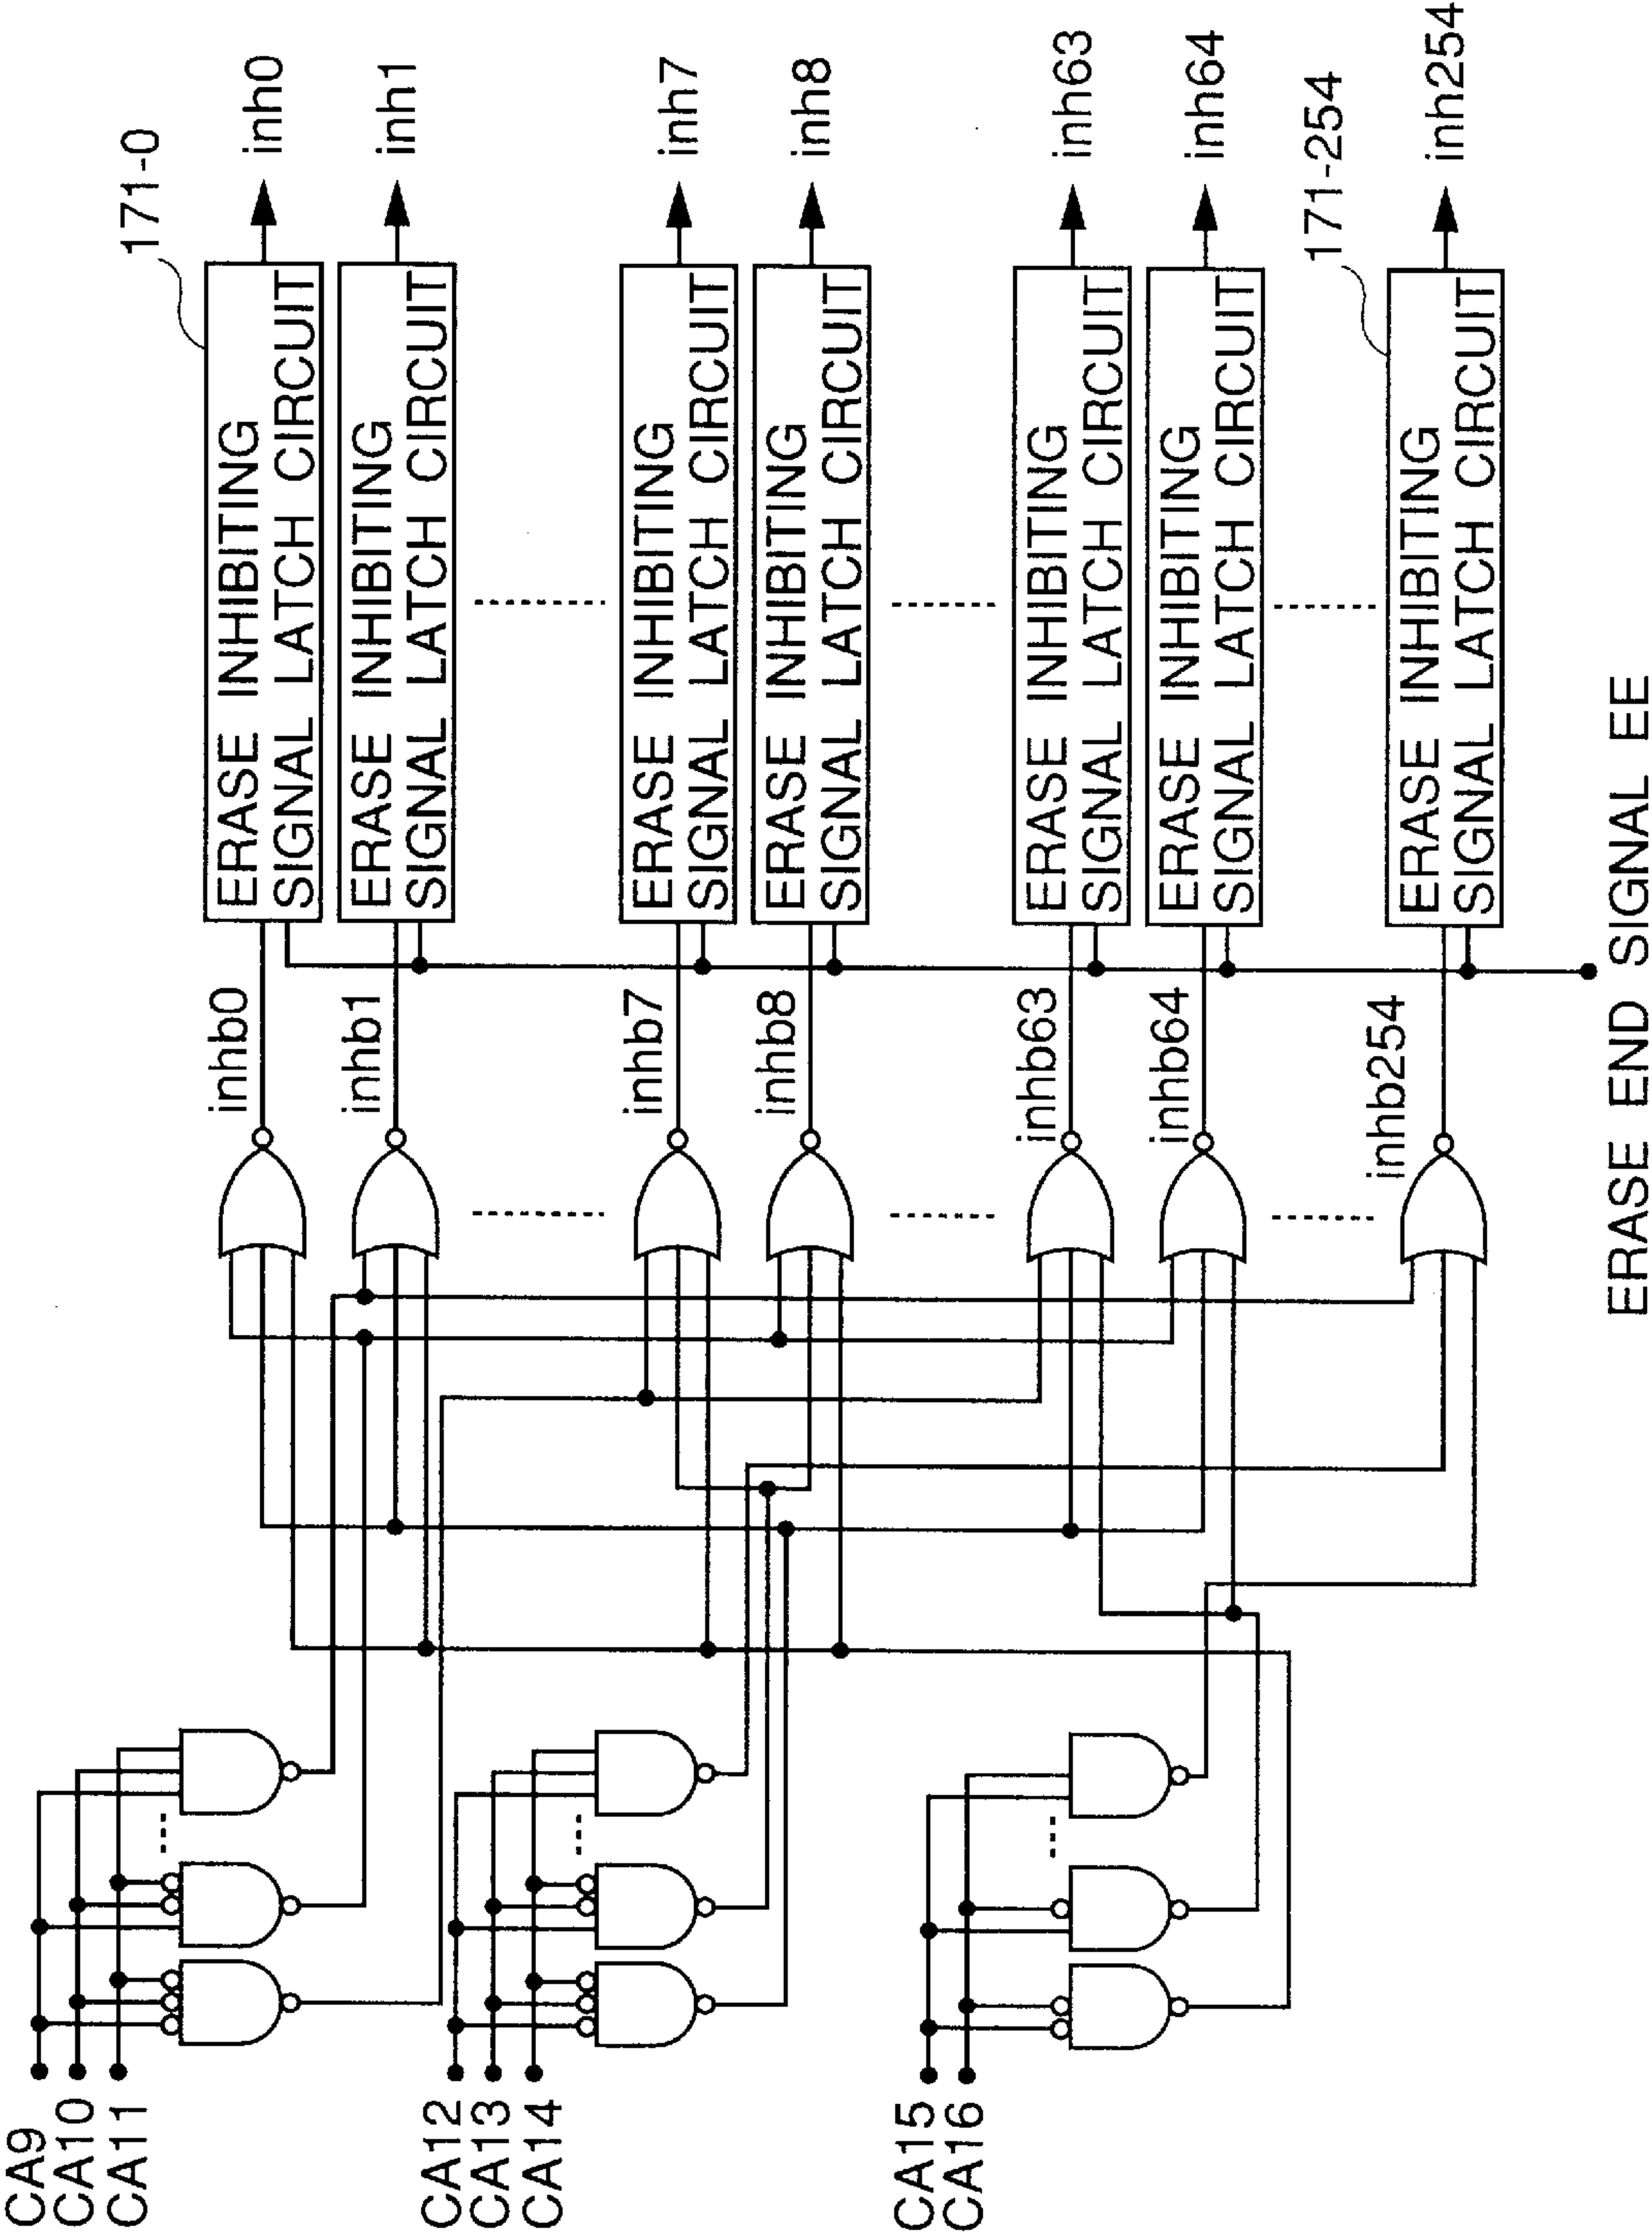 CA9
CA10
CA11
CA12
CA13
CA14
CA15
CA16
inhb0
inhb1
inhb7
inhb8
inhb63
inhb64
inhb254
171-0
ERASE INHIBITING
SIGNAL LATCH CIRCUIT
inh0
ERASE INHIBITING
SIGNAL LATCH CIRCUIT
inh1
ERASE INHIBITING
SIGNAL LATCH CIRCUIT
inh7
ERASE INHIBITING
SIGNAL LATCH CIRCUIT
inh8
ERASE INHIBITING
SIGNAL LATCH CIRCUIT
inh63
ERASE INHIBITING
SIGNAL LATCH CIRCUIT
inh64
171-254
ERASE INHIBITING
SIGNAL LATCH CIRCUIT
inh254
ERASE END SIGNAL EE